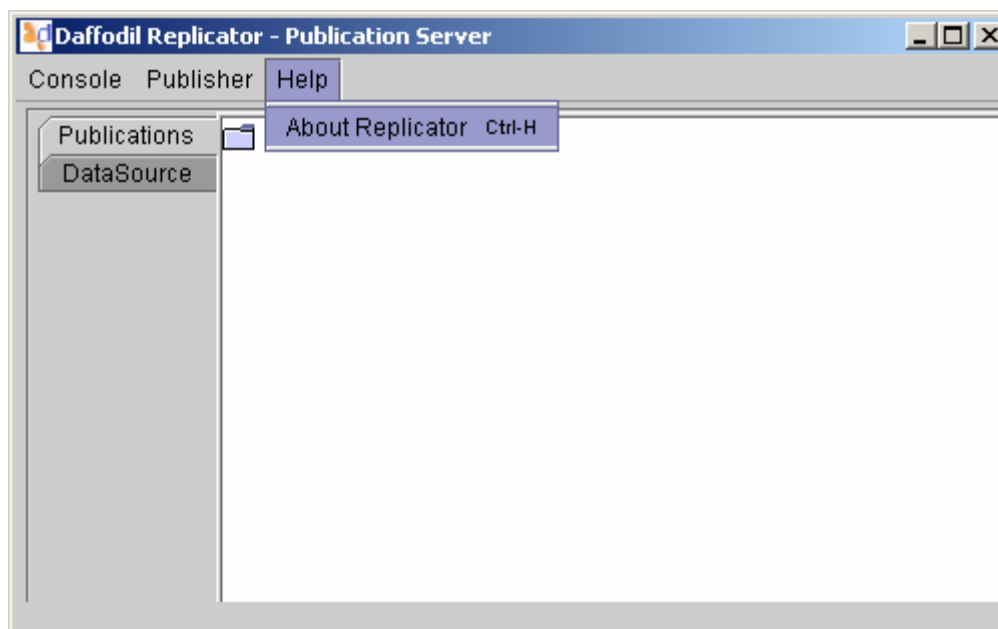 Daffodil Replicator - Publication Server
Console Publisher Help
About Replicator Ctrl-H
Publications
DataSource